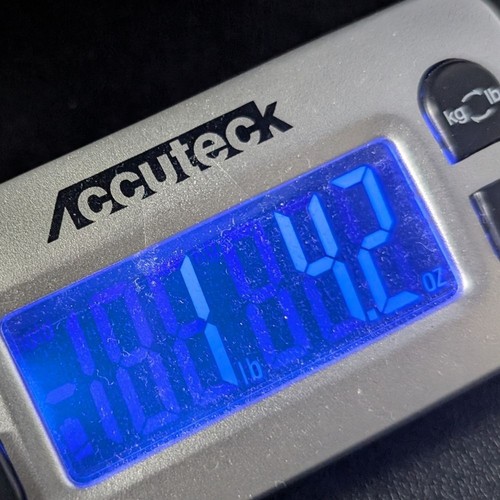 Accuteck
kg lb
1 lb 4.2 oz